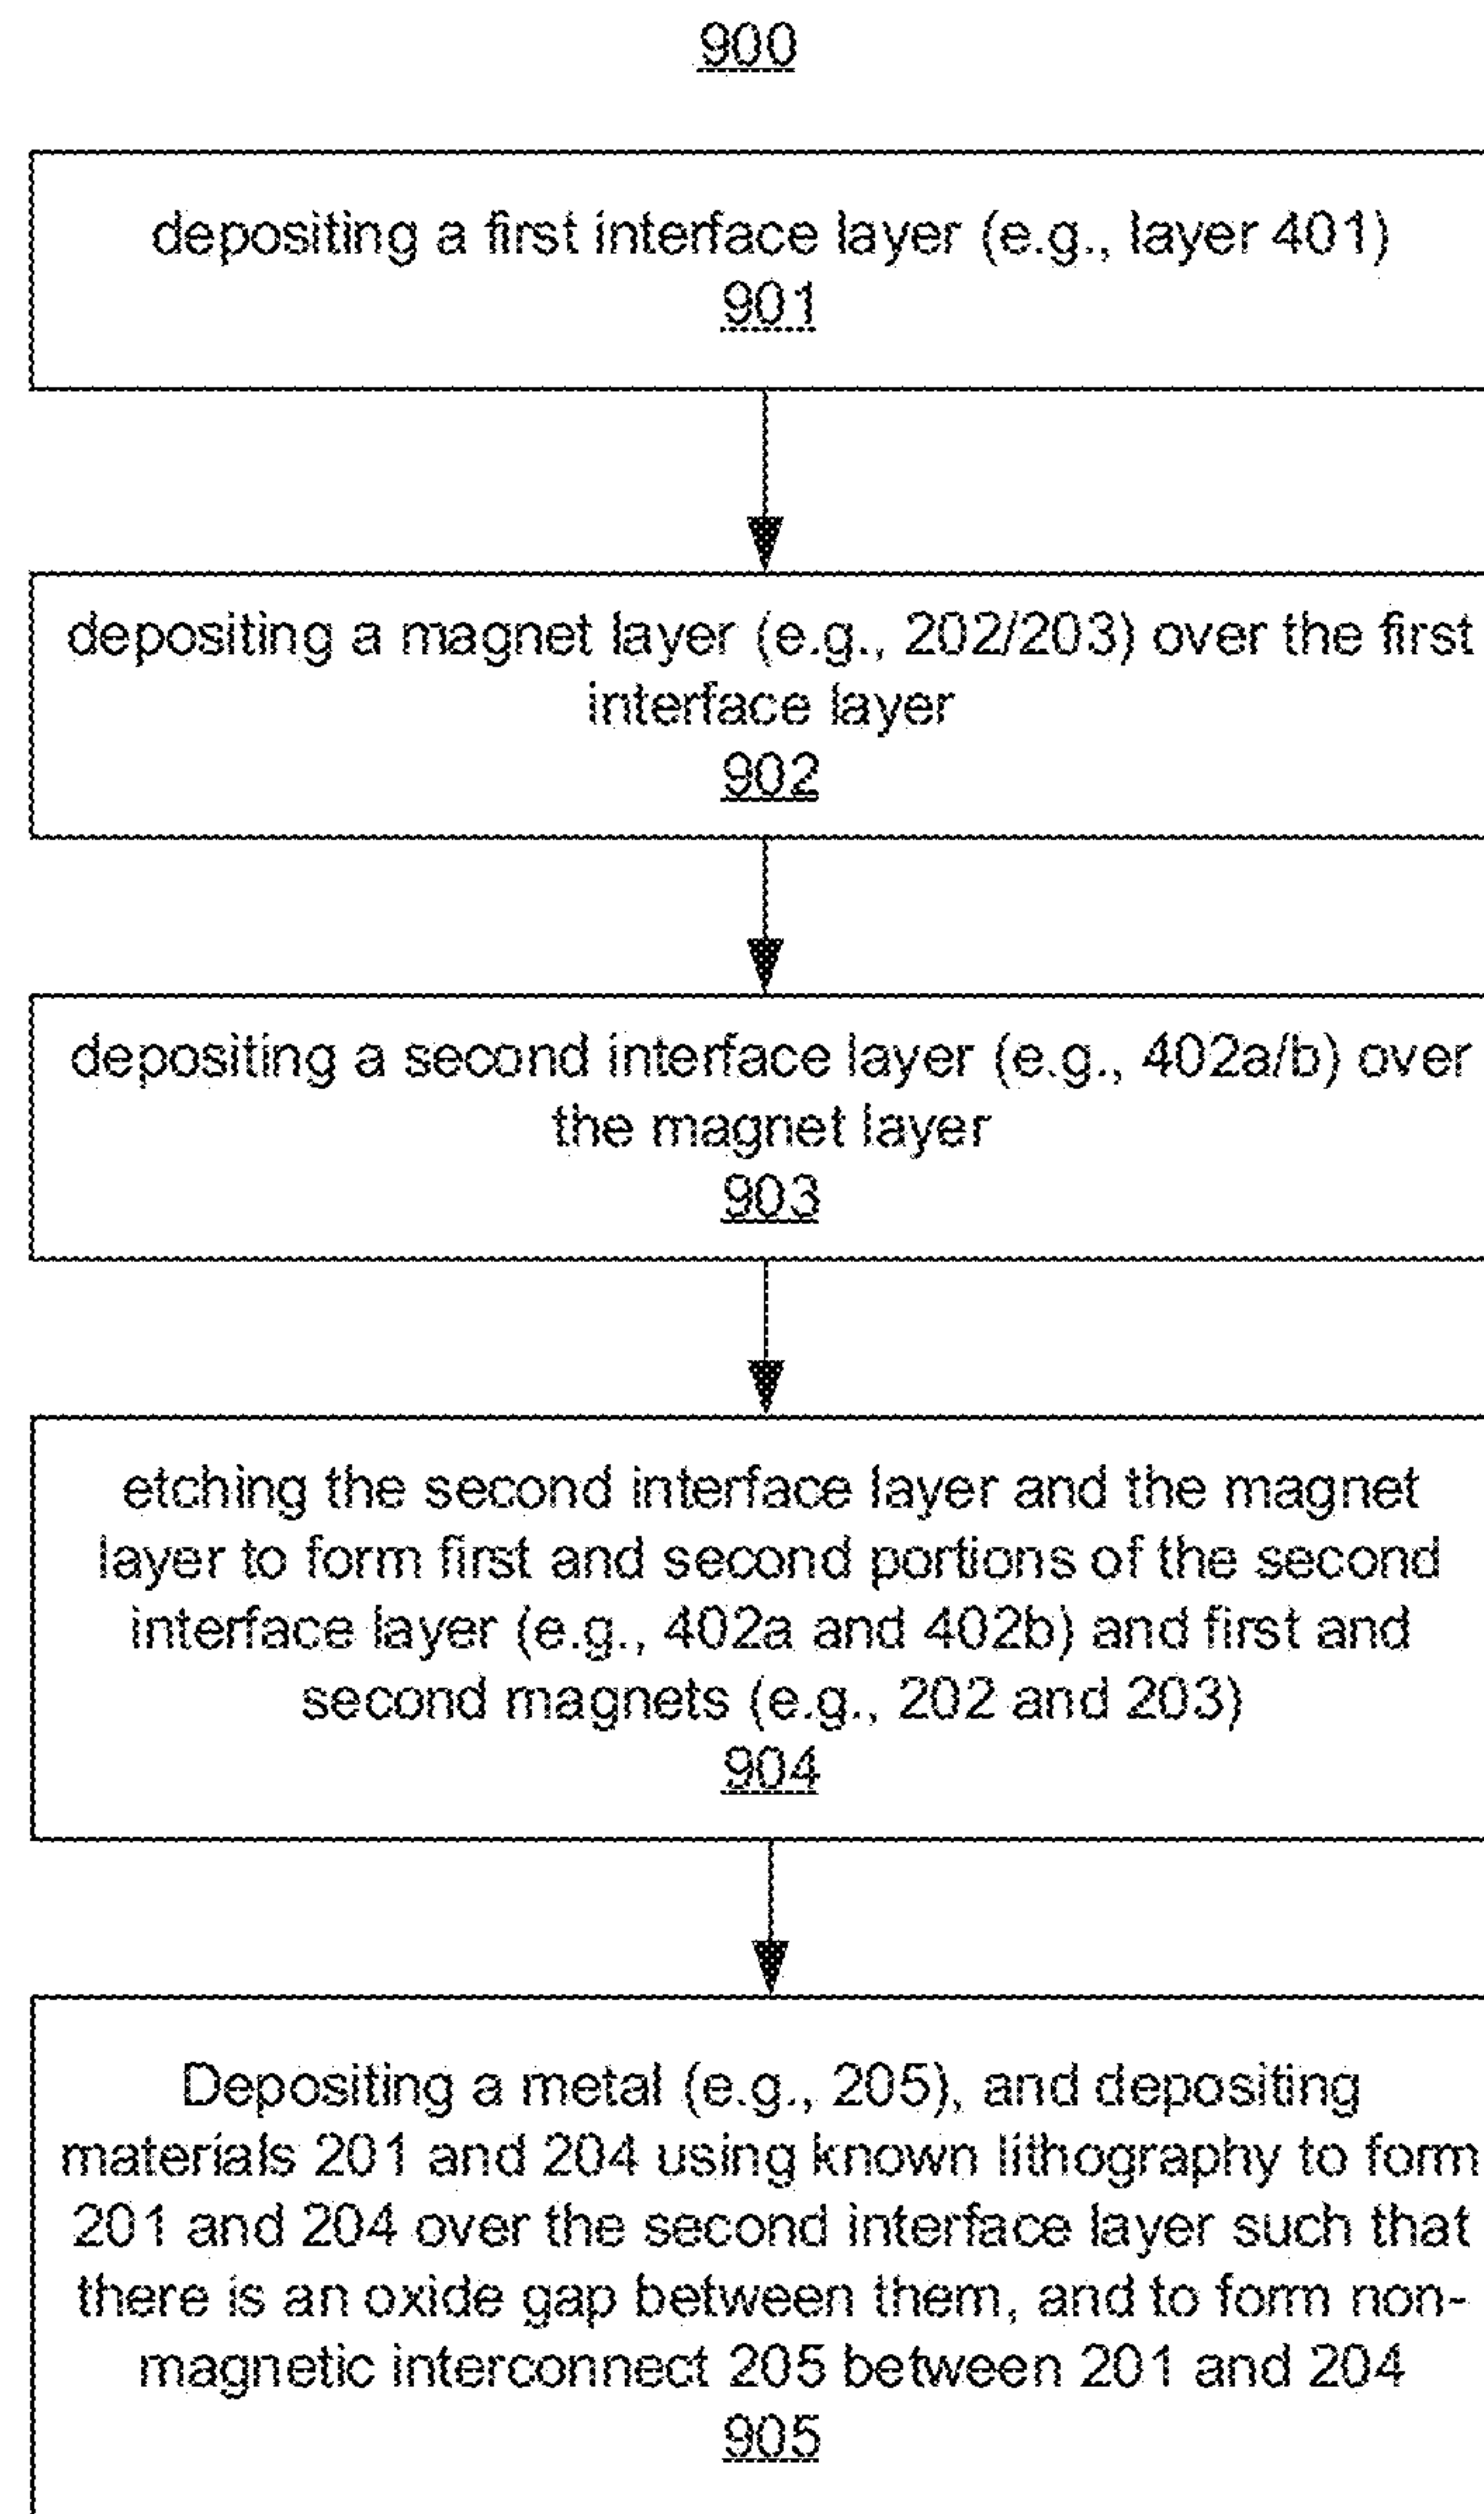 900
depositing a first interface layer (e.g., layer 401)
901
depositing a magnet layer (e.g., 202/203) over the first
interface layer
902
depositing a second interface layer (e.g., 402a/b) over
the magnet layer
903
etching the second interface layer and the magnet
layer to form first and second portions of the second
interface layer (e.g., 402a and 402b) and first and
second magnets (e.g., 202 and 203)
904
Depositing a metal (e.g., 205), and depositing
materials 201 and 204 using known lithography to form
201 and 204 over the second interface layer such that
there is an oxide gap between them, and to form non-
magnetic interconnect 205 between 201 and 204
905